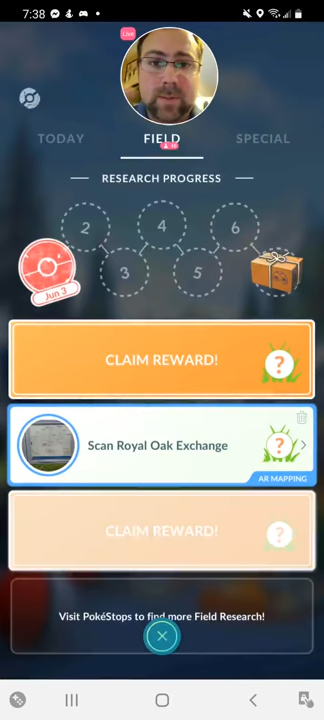 7:38
Live
TODAY
FIELD
SPECIAL
RESEARCH PROGRESS
2
4
6
3
5
Jun 3
CLAIM REWARD!
?
Scan Royal Oak Exchange
?
AR MAPPING
CLAIM REWARD!
?
Visit PokéStops to find more Field Research!